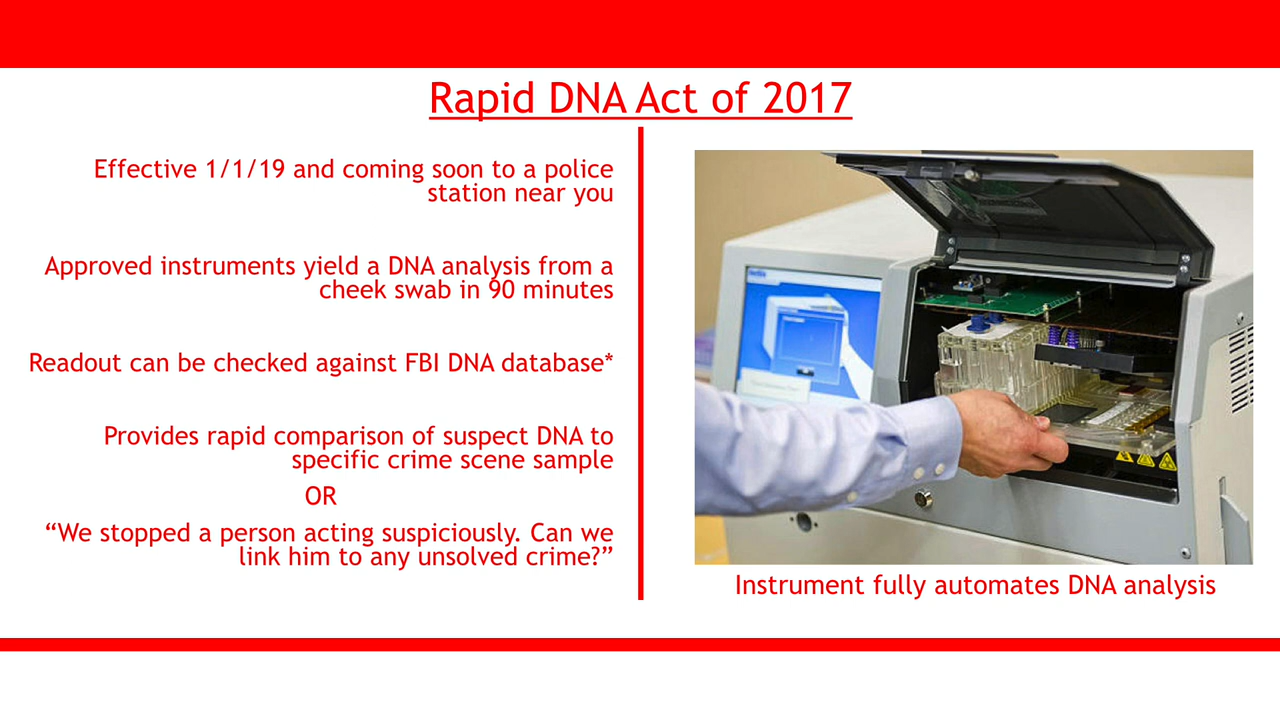 Rapid DNA Act of 2017
Effective 1/1/19 and coming soon to a police
station near you
Approved instruments yield a DNA analysis from a
cheek swab in 90 minutes
Readout can be checked against FBI DNA database*
Provides rapid comparison of suspect DNA to
specific crime scene sample
OR
“We stopped a person acting suspiciously. Can we
link him to any unsolved crime?”
Instrument fully automates DNA analysis